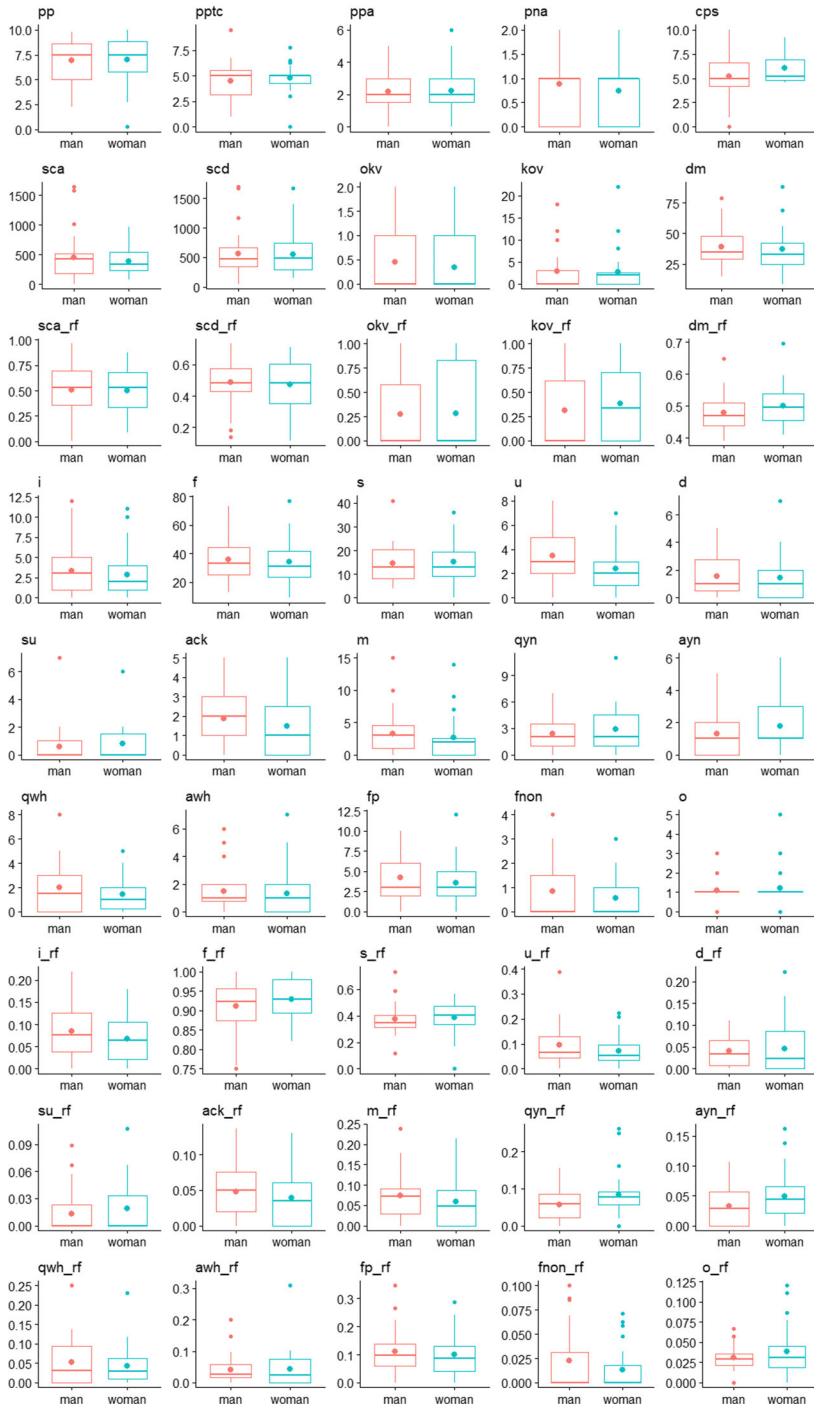 pp
10.0
7.5
5.0
2.5
0.0
man woman
pptc
7.5
5.0
2.5
0.0
man woman
ppa
6
4
2
0
man woman
pna
2.0
1.5
1.0
0.5
0.0
man woman
cps
10.0
7.5
5.0
2.5
0.0
man woman
sca
1500
1000
500
0
man woman
scd
1500
1000
500
0
man woman
okv
2.0
1.5
1.0
0.5
0.0
man woman
kov
20
15
10
5
0
man woman
dm
75
50
25
man woman
sca_rf
1.00
0.75
0.50
0.25
0.00
man woman
scd_rf
0.6
0.4
0.2
man woman
okv_rf
1.00
0.75
0.50
0.25
0.00
man woman
kov_rf
1.00
0.75
0.50
0.25
0.00
man woman
dm_rf
0.7
0.6
0.5
0.4
man woman
i
12.5
10.0
7.5
5.0
2.5
0.0
man woman
f
80
60
40
20
man woman
s
40
30
20
10
0
man woman
u
8
6
4
2
0
man woman
d
6
4
2
0
man woman
su
6
4
2
0
man woman
ack
5
4
3
2
1
0
man woman
m
15
10
5
0
man woman
qyn
9
6
3
0
man woman
ayn
6
4
2
0
man woman
qwh
8
6
4
2
0
man woman
awh
6
4
2
0
man woman
fp
12.5
10.0
7.5
5.0
2.5
0.0
man woman
fnon
4
3
2
1
0
man woman
o
5
4
3
2
1
0
man woman
i_rf
0.20
0.15
0.10
0.05
0.00
man woman
f_rf
1.00
0.95
0.90
0.85
0.80
0.75
man woman
s_rf
0.6
0.4
0.2
0.0
man woman
u_rf
0.4
0.3
0.2
0.1
0.0
man woman
d_rf
0.20
0.15
0.10
0.05
0.00
man woman
su_rf
0.09
0.06
0.03
0.00
man woman
ack_rf
0.10
0.05
0.00
man woman
m_rf
0.25
0.20
0.15
0.10
0.05
0.00
man woman
qyn_rf
0.2
0.1
0.0
man woman
ayn_rf
0.15
0.10
0.05
0.00
man woman
qwh_rf
0.25
0.20
0.15
0.10
0.05
0.00
man woman
awh_rf
0.3
0.2
0.1
0.0
man woman
fp_rf
0.3
0.2
0.1
0.0
man woman
fnon_rf
0.100
0.075
0.050
0.025
0.000
man woman
o_rf
0.125
0.100
0.075
0.050
0.025
0.000
man woman